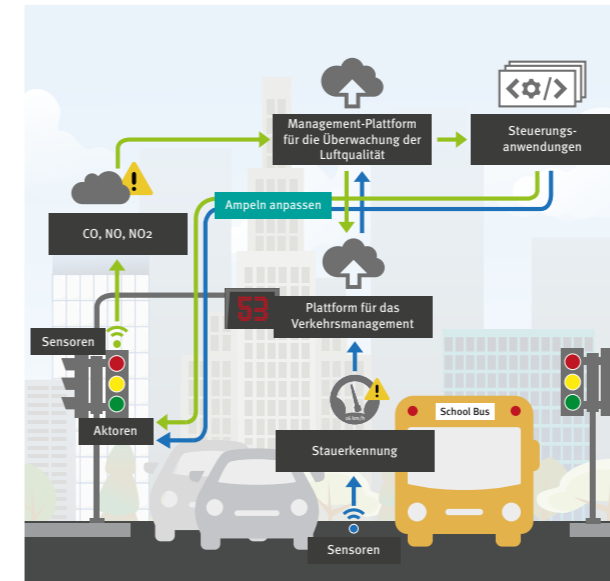 Management-Plattform
für die Überwachung der
Luftqualität
Steuerungs-
anwendungen
Ampeln anpassen
CO, NO, NO2
53
Plattform für das
Verkehrsmanagement
Sensoren
School Bus
Aktoren
Stauerkennung
Sensoren